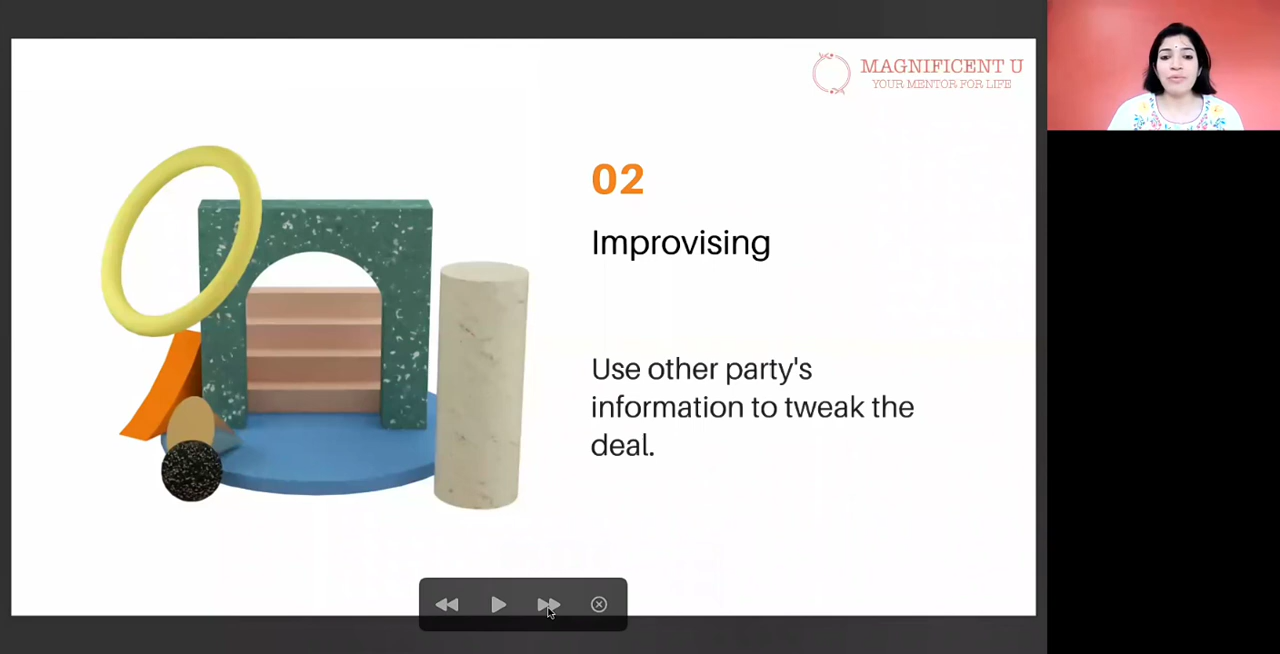 MAGNIFICENT U
YOUR MENTOR FOR LIFE
02
Improvising
Use other party's
information to tweak the
deal.